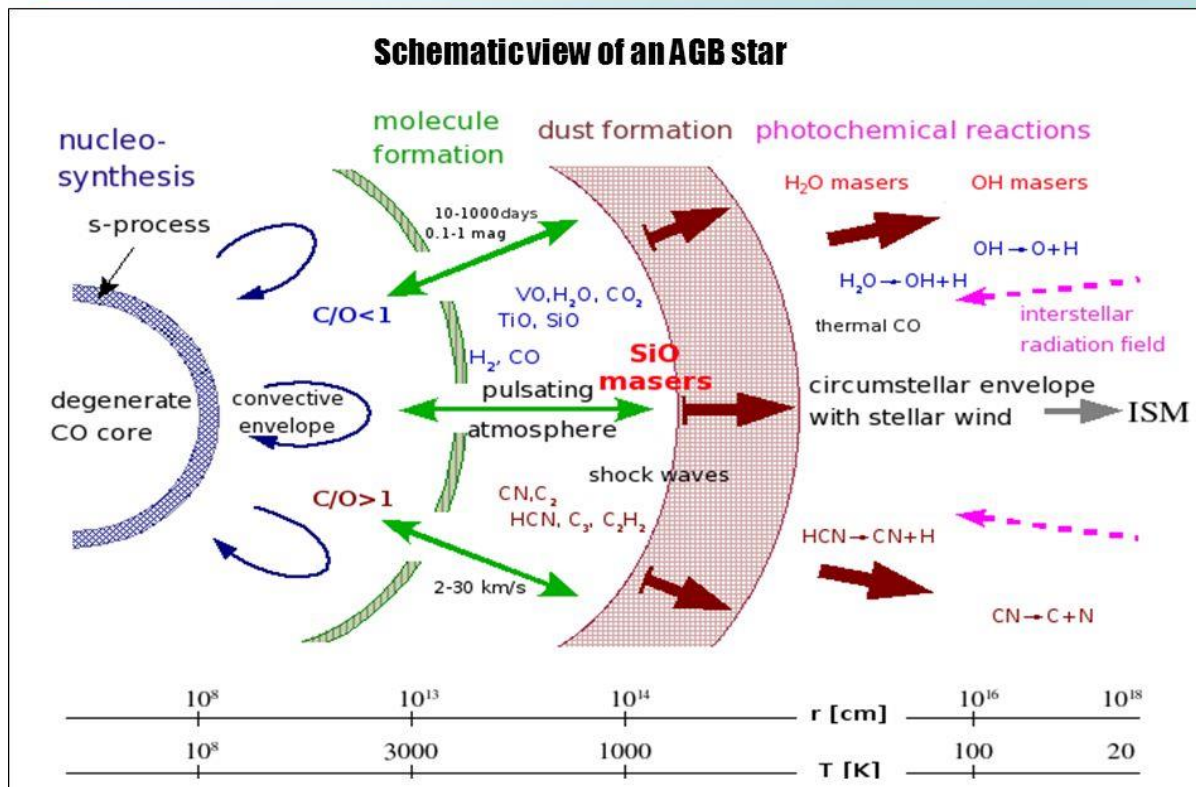 Schematic view of an AGB star
nucleo-
synthesis
molecule
formation
dust formation
photochemical reactions
s-process
10-1000days
0.1-1 mag
H₂O masers
OH masers
OH→O+H
H₂O→OH+H
C/O<1
VO,H₂O, CO₂
TiO, SiO
thermal CO
interstellar
radiation field
H₂, CO
SiO
masers
degenerate
CO core
convective
envelope
pulsating
atmosphere
circumstellar envelope
with stellar wind
ISM
shock waves
C/O>1
CN,C₂
HCN, C₃, C₂H₂
HCN→CN+H
2-30 km/s
CN→C+N
10⁸ 10¹³ 10¹⁴ r [cm] 10¹⁶ 10¹⁸
10⁸ 3000 1000 T [K] 100 20